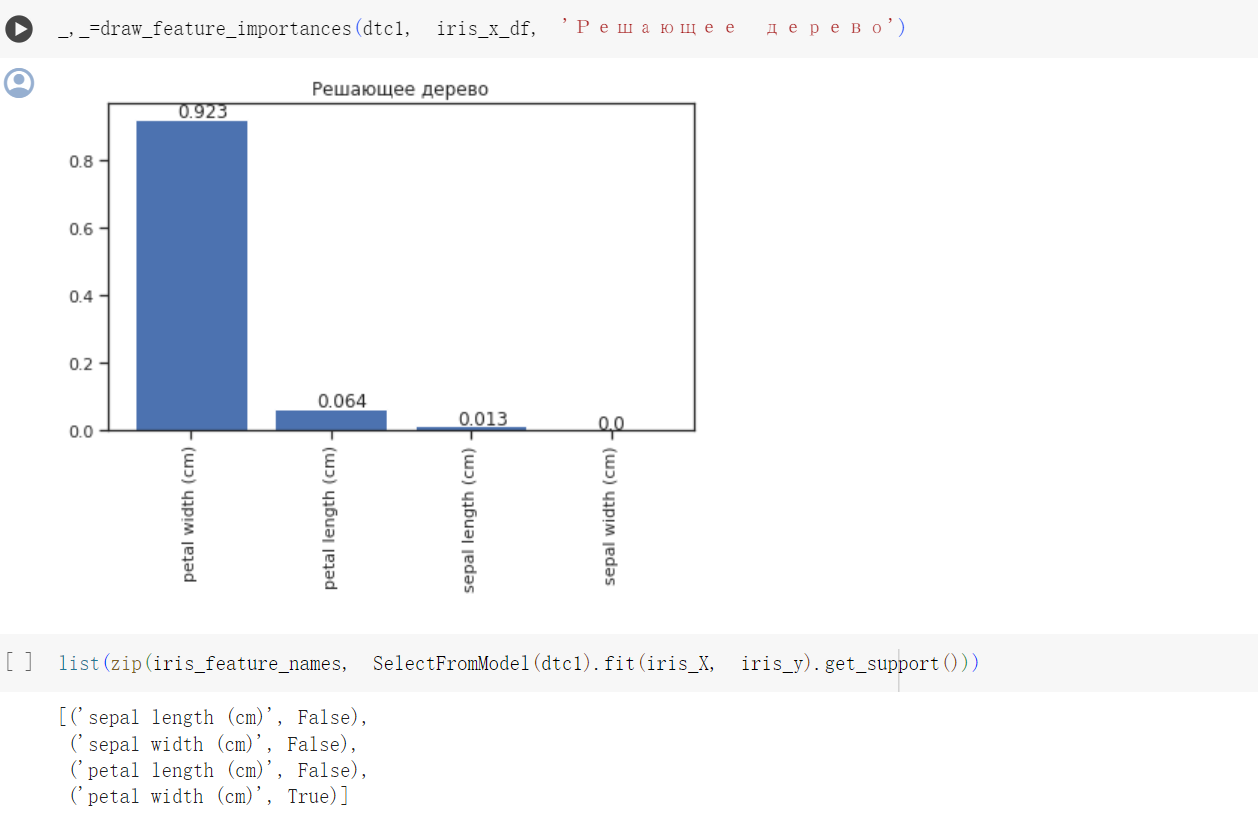 _,_=draw_feature_importances(dtc1, iris_x_df, 'Решающее дерево')
Решающее дерево
0.923
0.8
0.6
0.4
0.2
0.0
0.064
0.013
0.0
petal width (cm)
petal length (cm)
sepal length (cm)
sepal width (cm)
[ ] list(zip(iris_feature_names, SelectFromModel(dtc1).fit(iris_X, iris_y).get_support()))
[('sepal length (cm)', False),
('sepal width (cm)', False),
('petal length (cm)', False),
('petal width (cm)', True)]